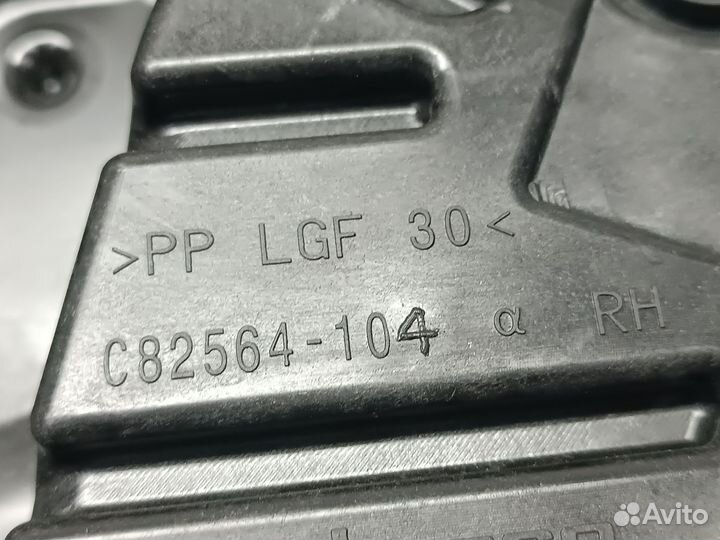 >PP LGF 30<
C82564-104 α RH
Avito